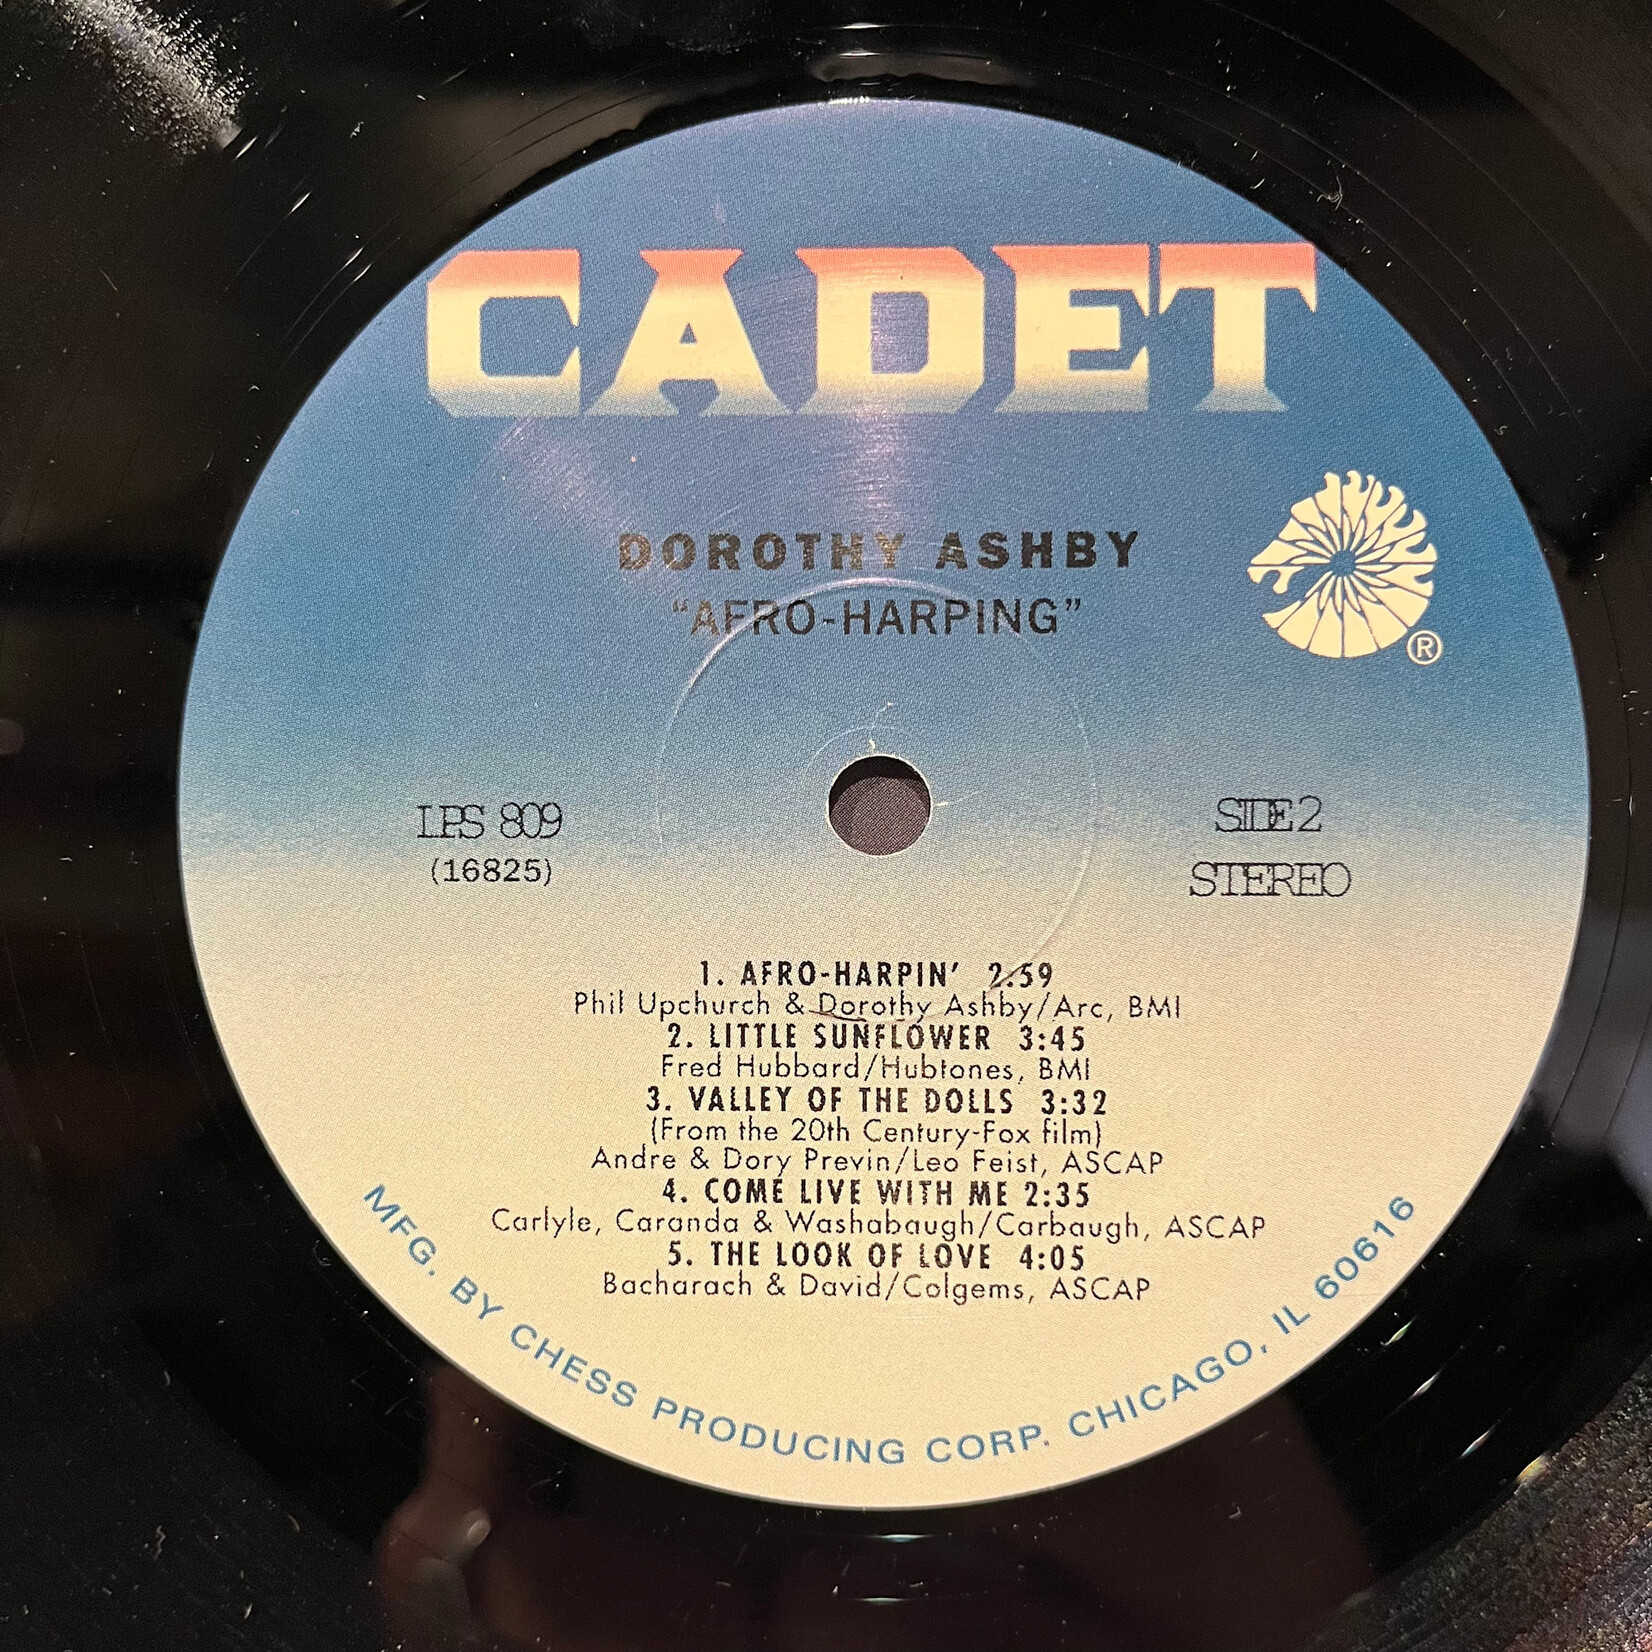 CADET
DOROTHY ASHBY
“AFRO-HARPING”
®
LPS 809
(16825)
SIDE 2
STEREO
1. AFRO-HARPIN’ 2:59
Phil Upchurch & Dorothy Ashby/Arc, BMI
2. LITTLE SUNFLOWER 3:45
Fred Hubbard/Hubtones, BMI
3. VALLEY OF THE DOLLS 3:32
(From the 20th Century-Fox film)
Andre & Dory Previn/Leo Feist, ASCAP
4. COME LIVE WITH ME 2:35
Carlyle, Caranda & Washabaugh/Carbaugh, ASCAP
5. THE LOOK OF LOVE 4:05
Bacharach & David/Colgems, ASCAP
MFG. BY CHESS PRODUCING CORP. CHICAGO, IL 60616